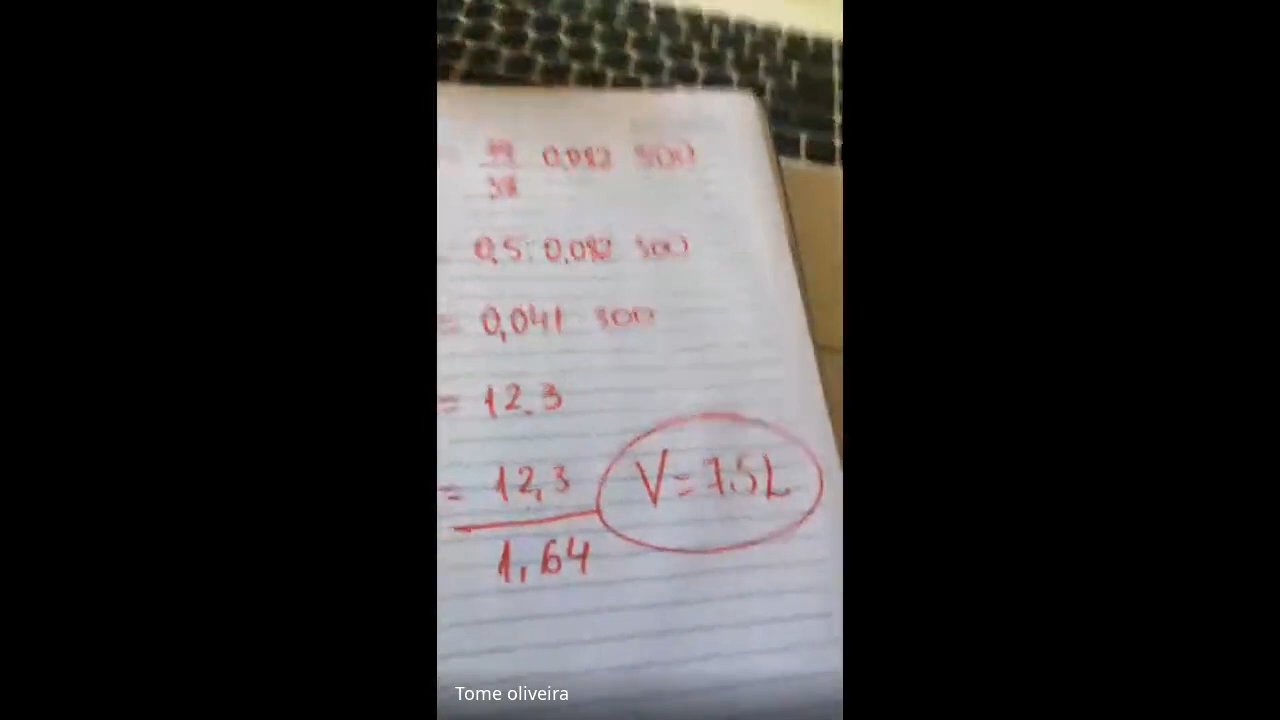 0,082 300
0,5 . 0,082 300
= 0,041 300
= 12,3
= 12,3
1,64
V = 7,5 L
Tome oliveira